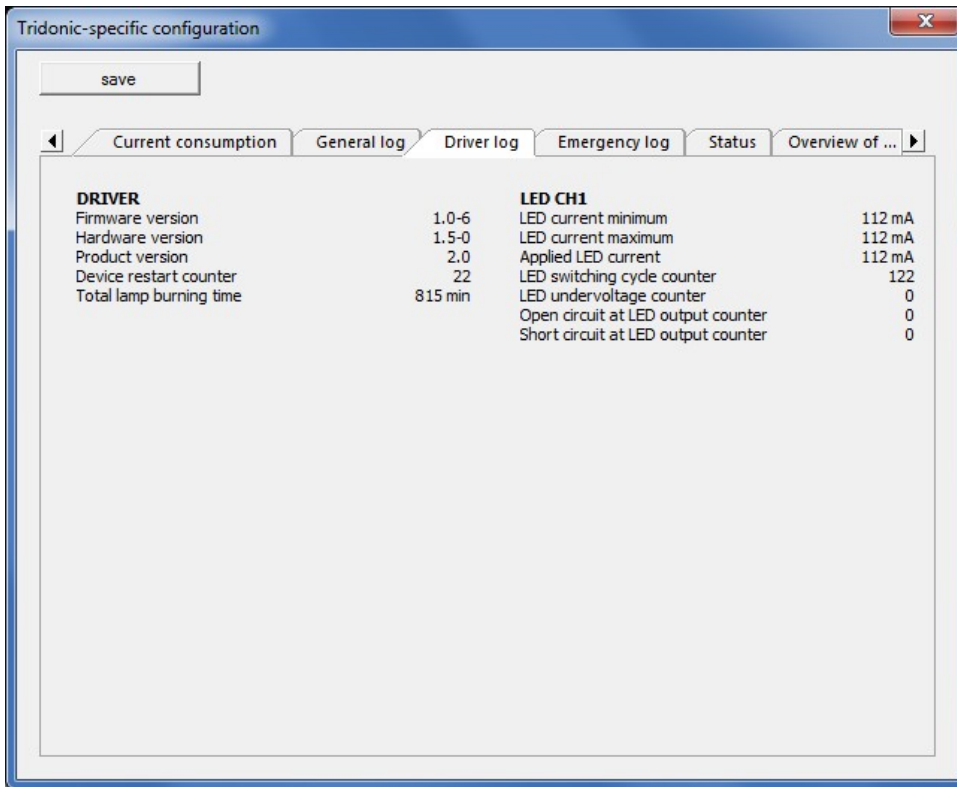 Tridonic-specific configuration
save
Current consumption
General log
Driver log
Emergency log
Status
Overview of ...
DRIVER
Firmware version 1.0-6
Hardware version 1.5-0
Product version 2.0
Device restart counter 22
Total lamp burning time 815 min
LED CH1
LED current minimum 112 mA
LED current maximum 112 mA
Applied LED current 112 mA
LED switching cycle counter 122
LED undervoltage counter 0
Open circuit at LED output counter 0
Short circuit at LED output counter 0